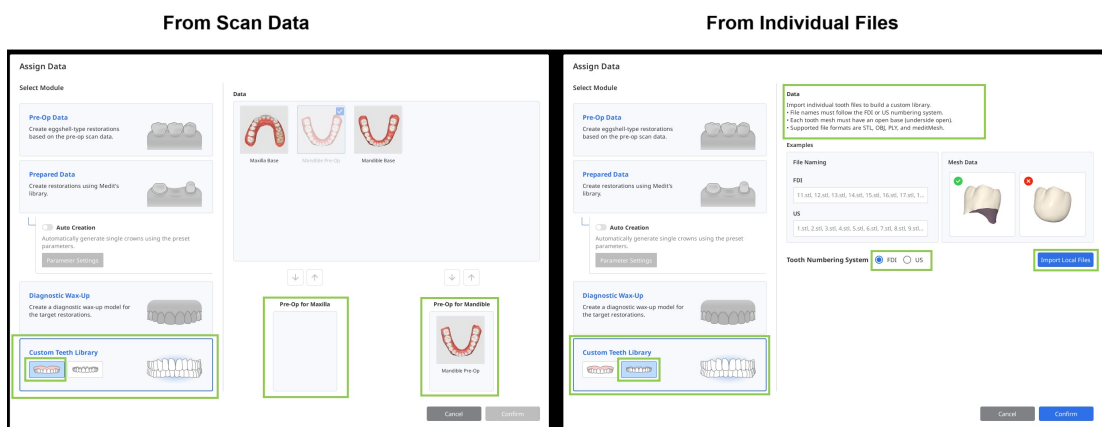 From Scan Data
Assign Data
Select Module
Pre-Op Data
Create eggshell-type restorations
based on the pre-op scan data.
Prepared Data
Create restorations using Medit's
library.
Auto Creation
Automatically generate single crowns using the preset
parameters.
Parameter Settings
Diagnostic Wax-Up
Create a diagnostic wax-up model for
the target restorations.
Custom Teeth Library
Data
Maxilla Base
Mandible Pre-Op
Mandible Base
Pre-Op for Maxilla
Pre-Op for Mandible
Mandible Pre-Op
Cancel
Confirm
From Individual Files
Assign Data
Select Module
Pre-Op Data
Create eggshell-type restorations
based on the pre-op scan data.
Prepared Data
Create restorations using Medit's
library.
Auto Creation
Automatically generate single crowns using the preset
parameters.
Parameter Settings
Diagnostic Wax-Up
Create a diagnostic wax-up model for
the target restorations.
Custom Teeth Library
Data
Import individual tooth files to build a custom library.
• File names must follow the FDI or US numbering system.
• Each tooth mesh must have an open base (underside open).
• Supported file formats are STL, OBJ, PLY, and meditMesh.
Examples
File Naming
FDI
11.stl, 12.stl, 13.stl, 14.stl, 15.stl, 16.stl, 17.stl, 1...
US
1.stl, 2.stl, 3.stl, 4.stl, 5.stl, 6.stl, 7.stl, 8.stl, 9.stl...
Mesh Data
Tooth Numbering System
FDI
US
Import Local Files
Cancel
Confirm